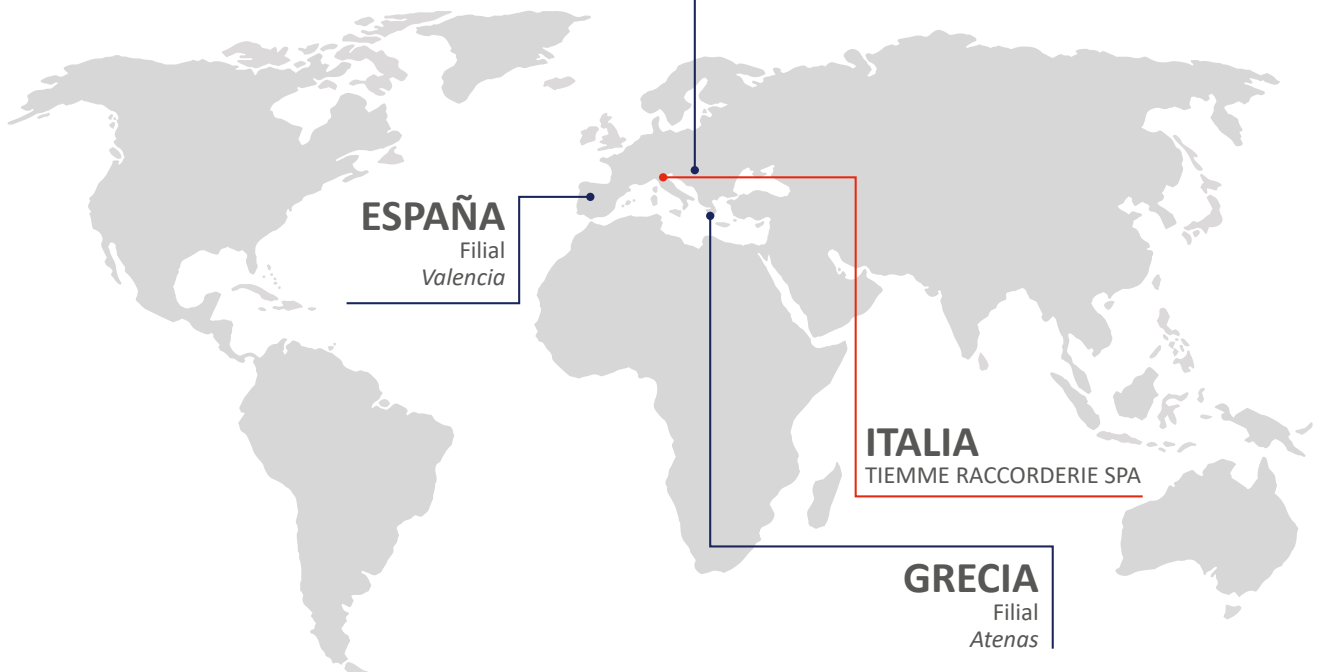 ESPAÑA
Filial
Valencia
ITALIA
TIEMME RACCORDERIE SPA
GRECIA
Filial
Atenas